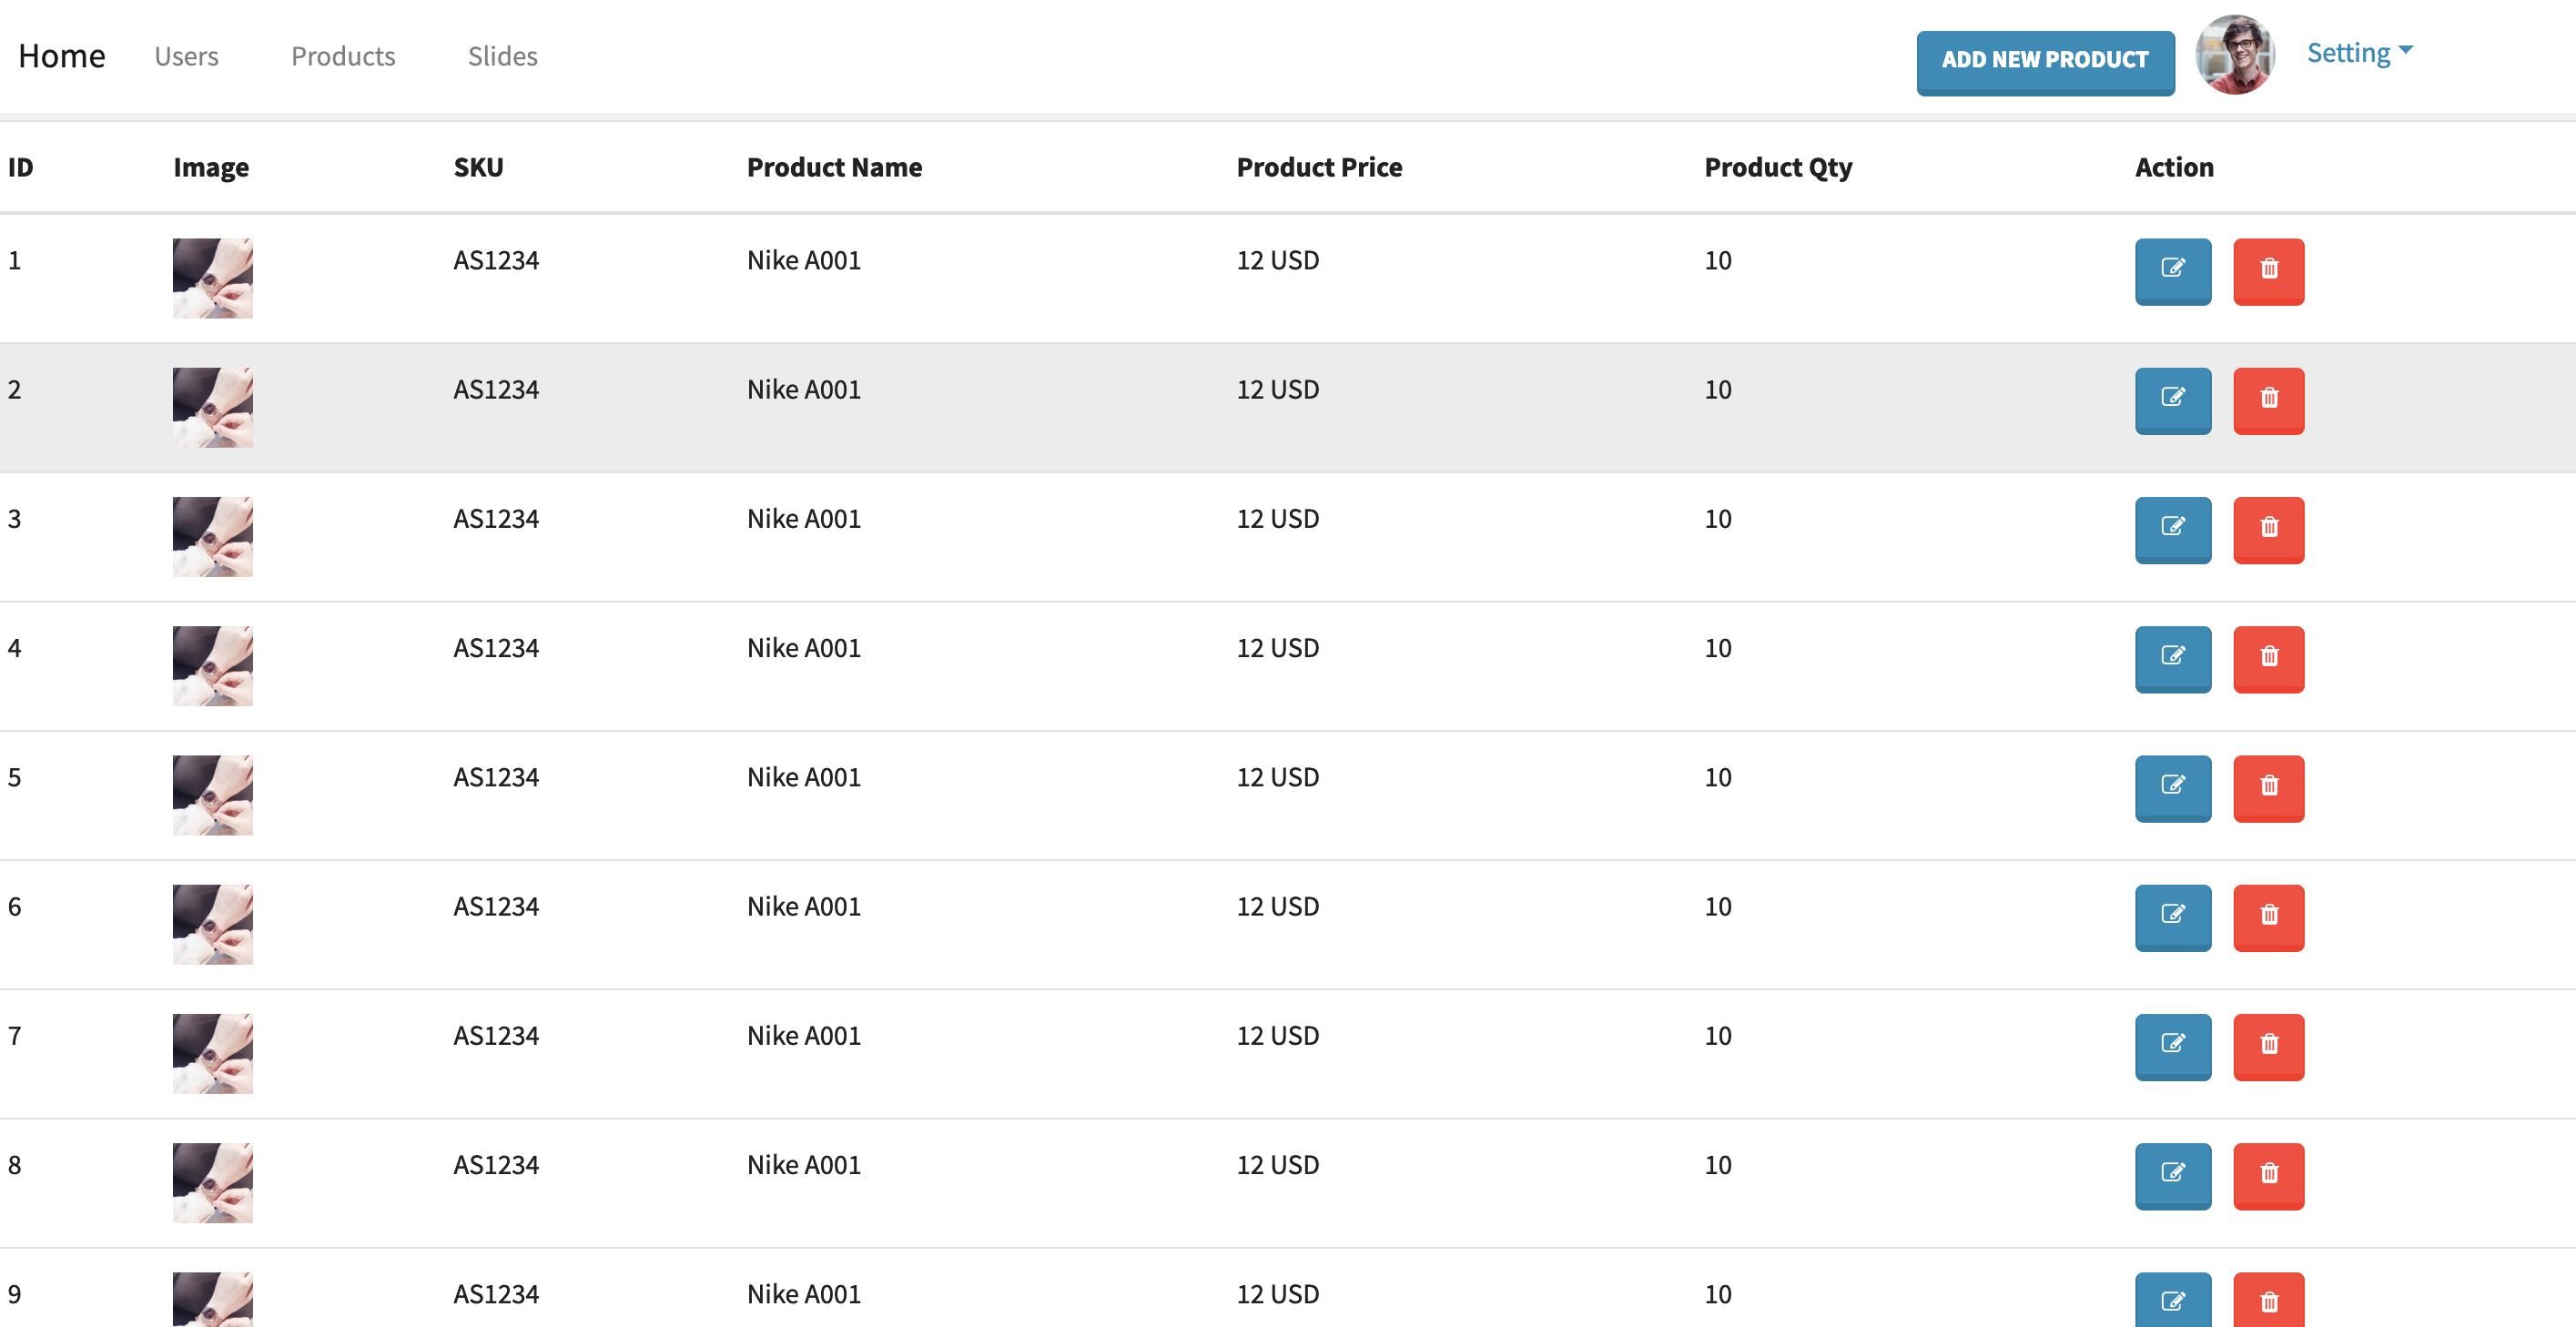 Home Users Products Slides ADD NEW PRODUCT Setting
ID Image SKU Product Name Product Price Product Qty Action
1 AS1234 Nike A001 12 USD 10
2 AS1234 Nike A001 12 USD 10
3 AS1234 Nike A001 12 USD 10
4 AS1234 Nike A001 12 USD 10
5 AS1234 Nike A001 12 USD 10
6 AS1234 Nike A001 12 USD 10
7 AS1234 Nike A001 12 USD 10
8 AS1234 Nike A001 12 USD 10
9 AS1234 Nike A001 12 USD 10